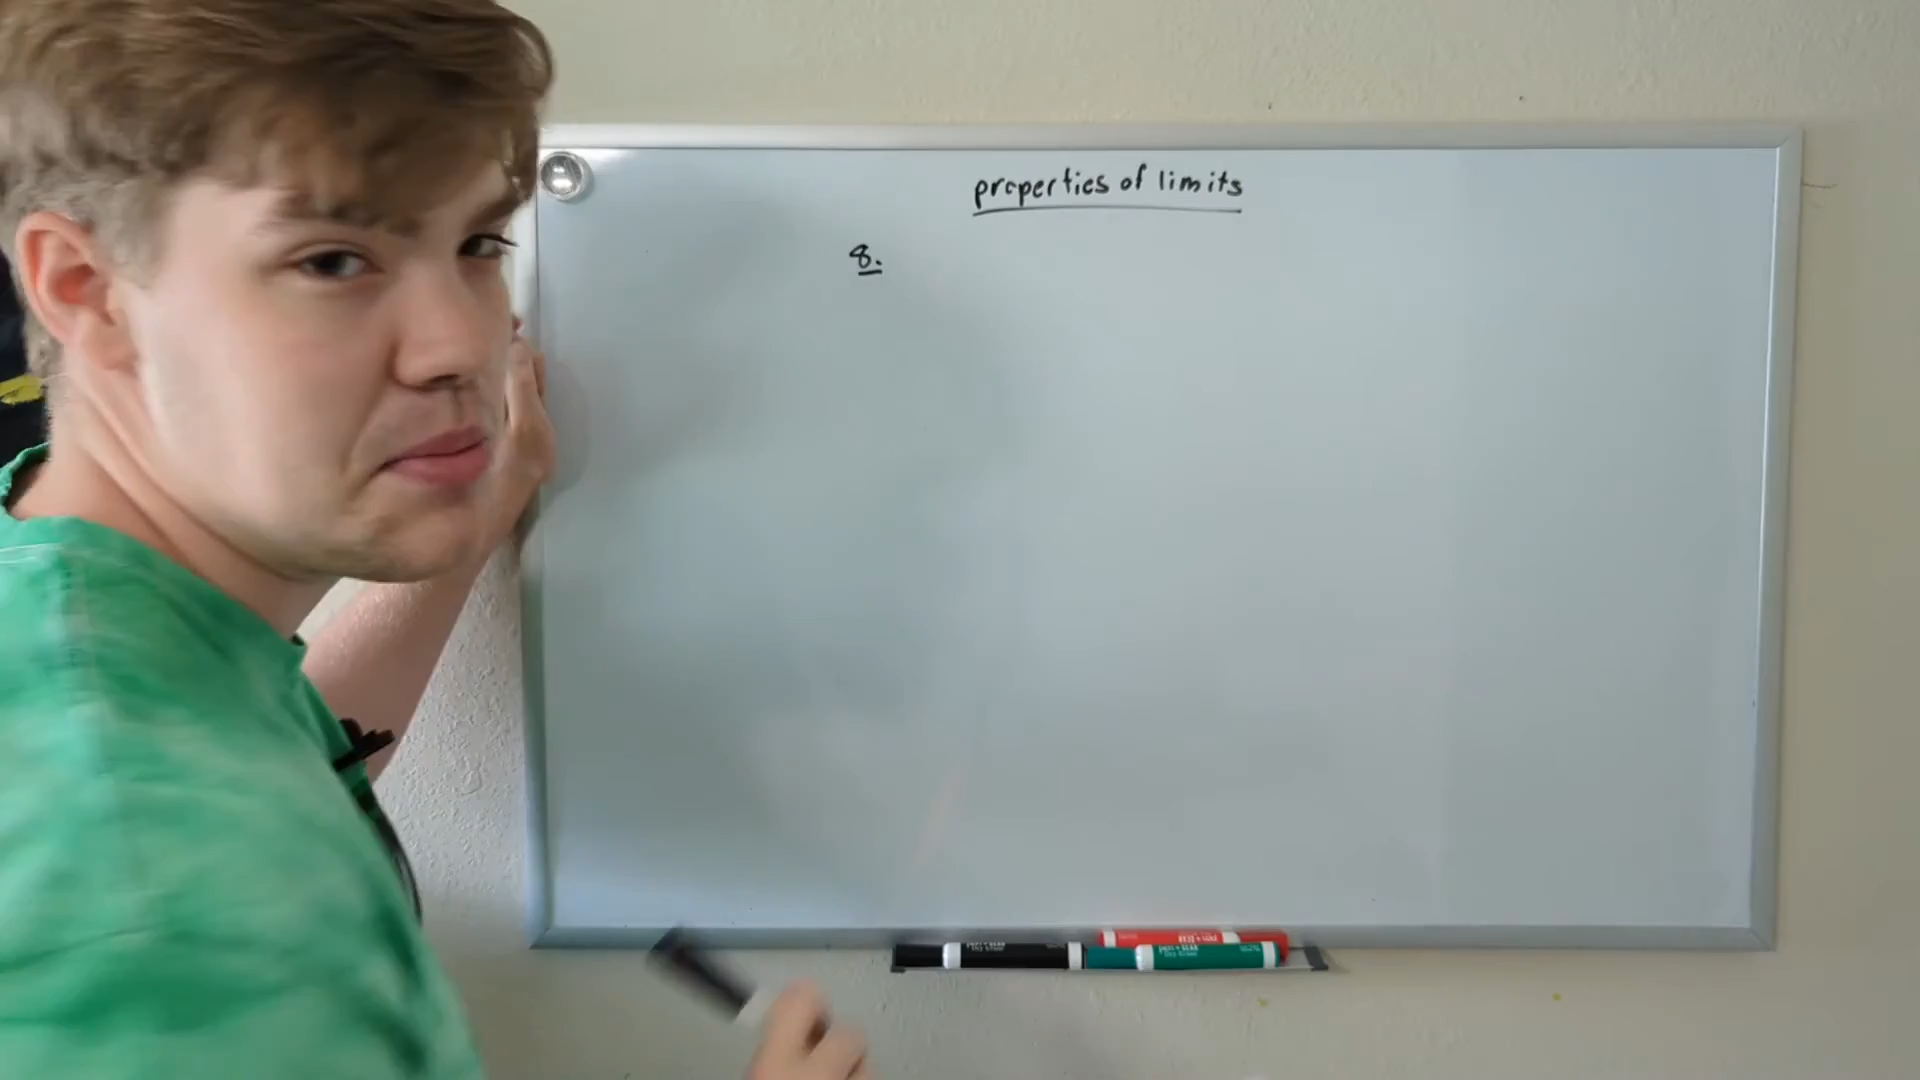 properties of limits
8.